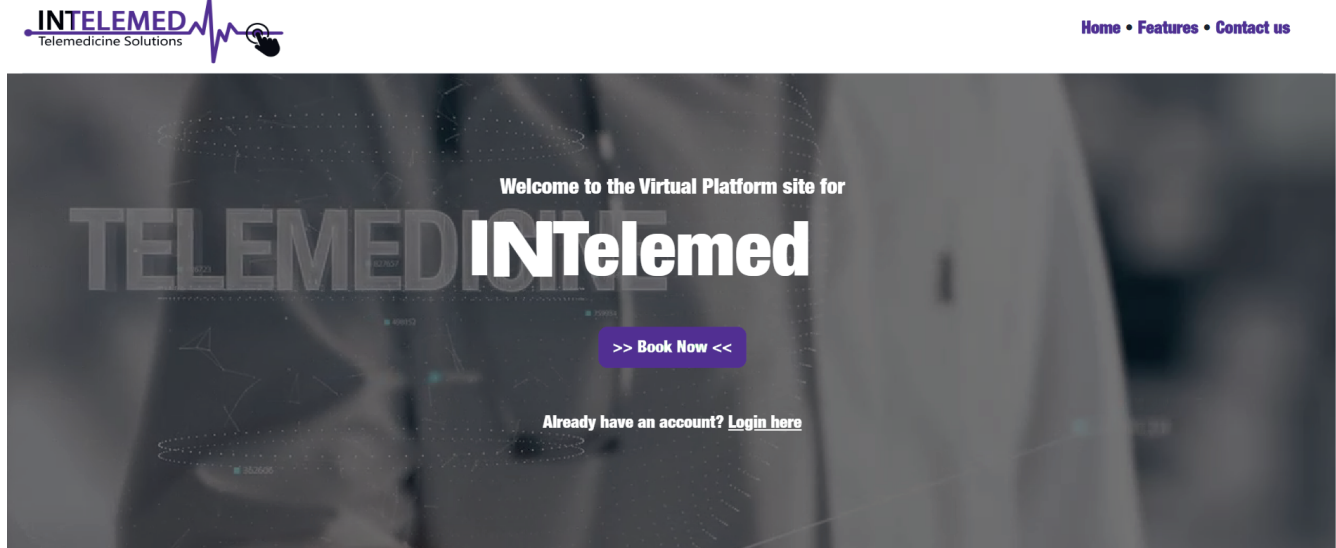 INTELEMED
Telemedicine Solutions
Home • Features • Contact us
Welcome to the Virtual Platform site for
TELEMEDICINE
INTelemed
>> Book Now <<
Already have an account? Login here